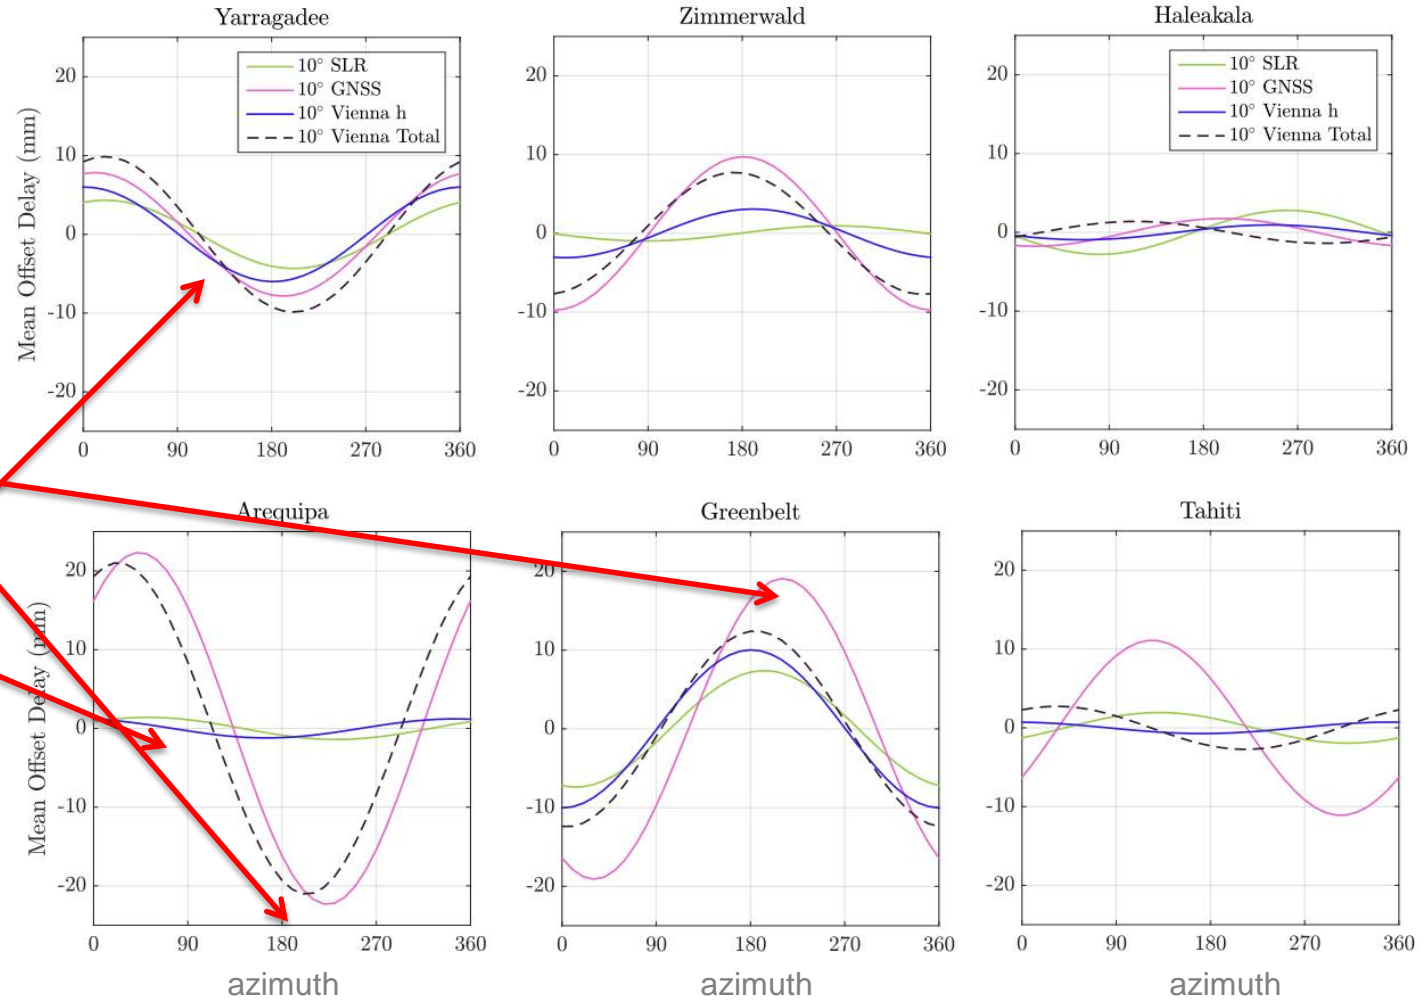 Yarragadee
Zimmerwald
Haleakala
10° SLR
10° GNSS
10° Vienna h
10° Vienna Total
10° SLR
10° GNSS
10° Vienna h
10° Vienna Total
Mean Offset Delay (mm)
20
10
0
-10
-20
0 90 180 270 360
20
10
0
-10
-20
0 90 180 270 360
20
10
0
-10
-20
0 90 180 270 360
Arequipa
Greenbelt
Tahiti
Mean Offset Delay (mm)
20
10
0
-10
-20
0 90 180 270 360
azimuth
20
10
0
-10
-20
0 90 180 270 360
azimuth
20
10
0
-10
-20
0 90 180 270 360
azimuth